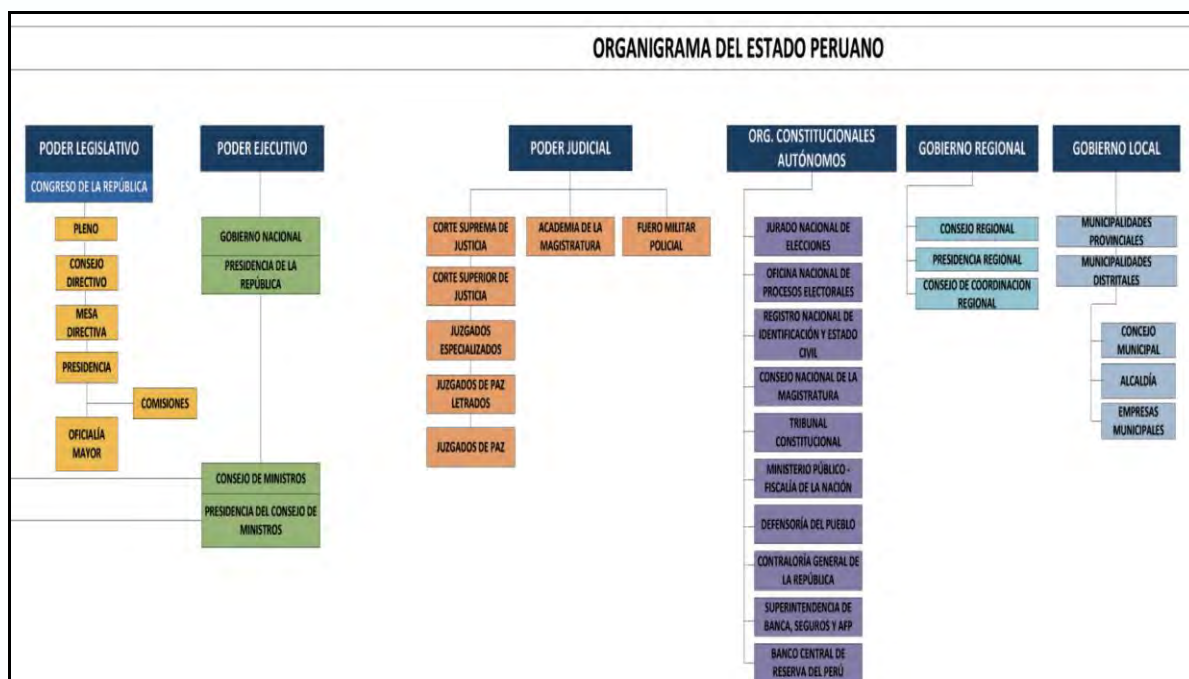 ORGANIGRAMA DEL ESTADO PERUANO
PODER LEGISLATIVO
CONGRESO DE LA REPÚBLICA
PLENO
CONSEJO
DIRECTIVO
MESA
DIRECTIVA
PRESIDENCIA
COMISIONES
OFICIALÍA
MAYOR
PODER EJECUTIVO
GOBIERNO NACIONAL
PRESIDENCIA DE LA
REPÚBLICA
CONSEJO DE MINISTROS
PRESIDENCIA DEL CONSEJO DE
MINISTROS
PODER JUDICIAL
CORTE SUPREMA DE
JUSTICIA
CORTE SUPERIOR DE
JUSTICIA
JUZGADOS
ESPECIALIZADOS
JUZGADOS DE PAZ
LETRADOS
JUZGADOS DE PAZ
ACADEMIA DE LA
MAGISTRATURA
FUERO MILITAR
POLICIAL
ORG. CONSTITUCIONALES
AUTÓNOMOS
JURADO NACIONAL DE
ELECCIONES
OFICINA NACIONAL DE
PROCESOS ELECTORALES
REGISTRO NACIONAL DE
IDENTIFICACIÓN Y ESTADO
CIVIL
CONSEJO NACIONAL DE LA
MAGISTRATURA
TRIBUNAL
CONSTITUCIONAL
MINISTERIO PÚBLICO -
FISCALÍA DE LA NACIÓN
DEFENSORÍA DEL PUEBLO
CONTRALORÍA GENERAL DE
LA REPÚBLICA
SUPERINTENDENCIA DE
BANCA, SEGUROS Y AFP
BANCO CENTRAL DE
RESERVA DEL PERÚ
GOBIERNO REGIONAL
CONSEJO REGIONAL
PRESIDENCIA REGIONAL
CONSEJO DE COORDINACION
REGIONAL
GOBIERNO LOCAL
MUNICIPALIDADES
PROVINCIALES
MUNICIPALIDADES
DISTRITALES
CONCEJO
MUNICIPAL
ALCALDÍA
EMPRESAS
MUNICIPALES